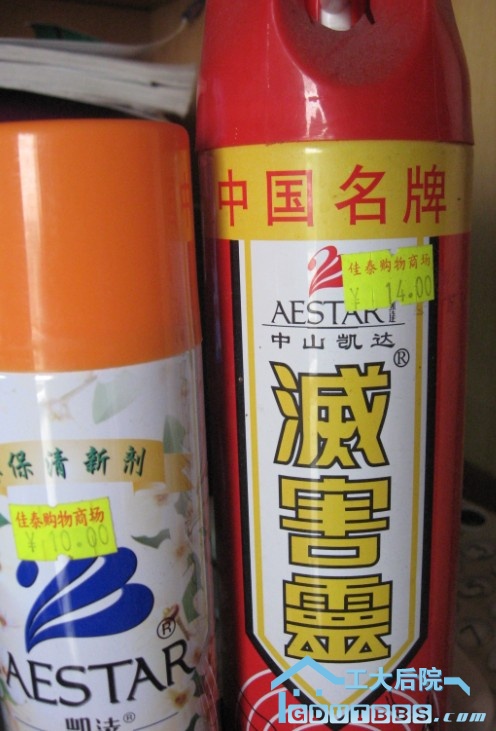 保清新剂
佳泰购物商场
¥ 10.00
AESTAR
®
凯达®
中国名牌
佳泰购物商场
¥ 14.00
AESTAR
中山凯达
滅害靈®
工大后院
GDUTBBS